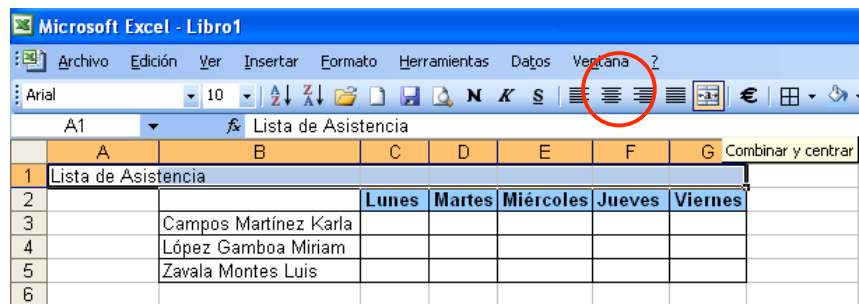 Microsoft Excel - Libro1
Archivo Edición Ver Insertar Formato Herramientas Datos Ventana ?
Arial 10 A Z Z A N K S a €
A1 fx Lista de Asistencia
A B C D E F G Combinar y centrar
1 Lista de Asistencia
2 Lunes Martes Miércoles Jueves Viernes
3 Campos Martínez Karla
4 López Gamboa Miriam
5 Zavala Montes Luis
6